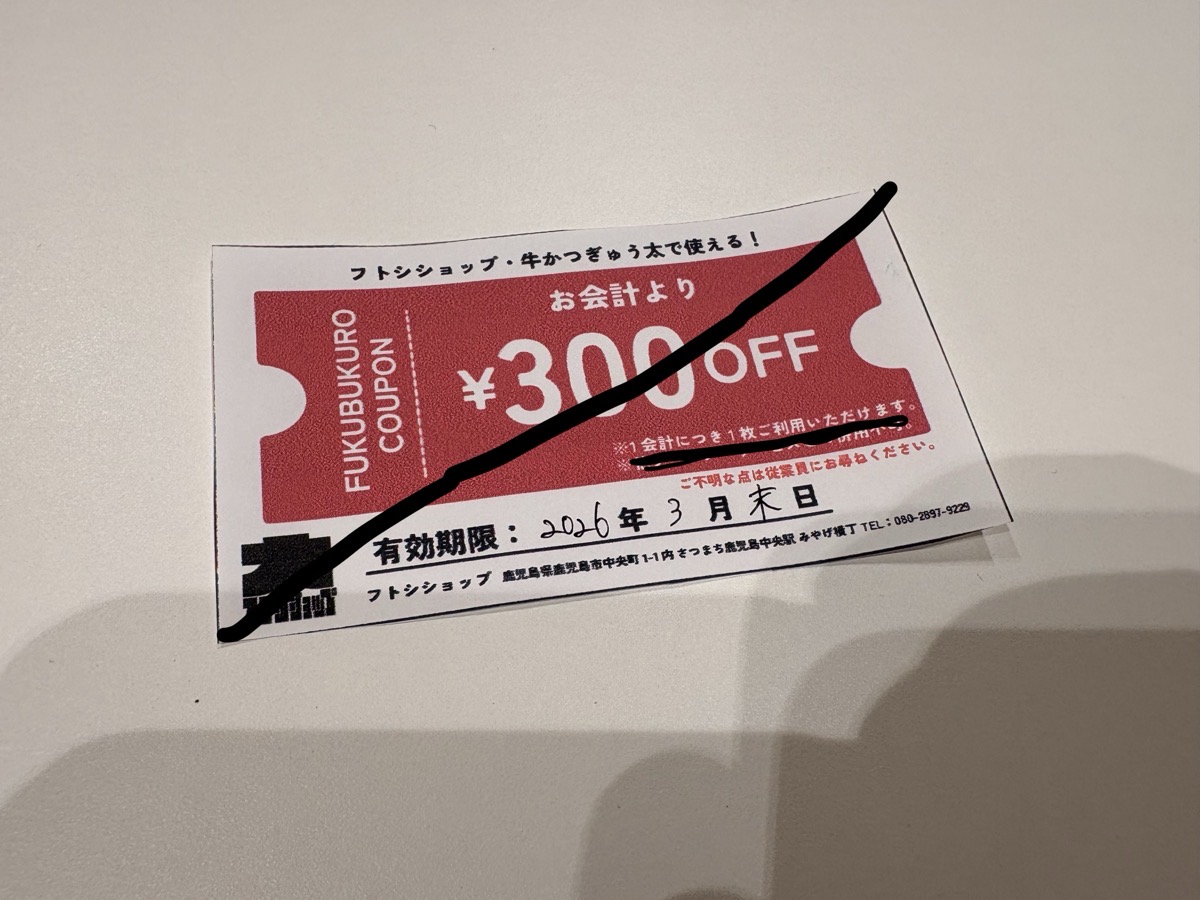 フトシショップ・牛かつぎゅう太で使える！
FUKUBUKURO
COUPON
お会計より
¥300 OFF
※1会計につき1枚ご利用いただけます。
併用不可。
ご不明な点は従業員にお尋ねください。
有効期限：2026年3月末日
フトシショップ 鹿児島県鹿児島市中央町1-1内 さつまち鹿児島中央駅 みやげ横丁 TEL：080-2897-9229